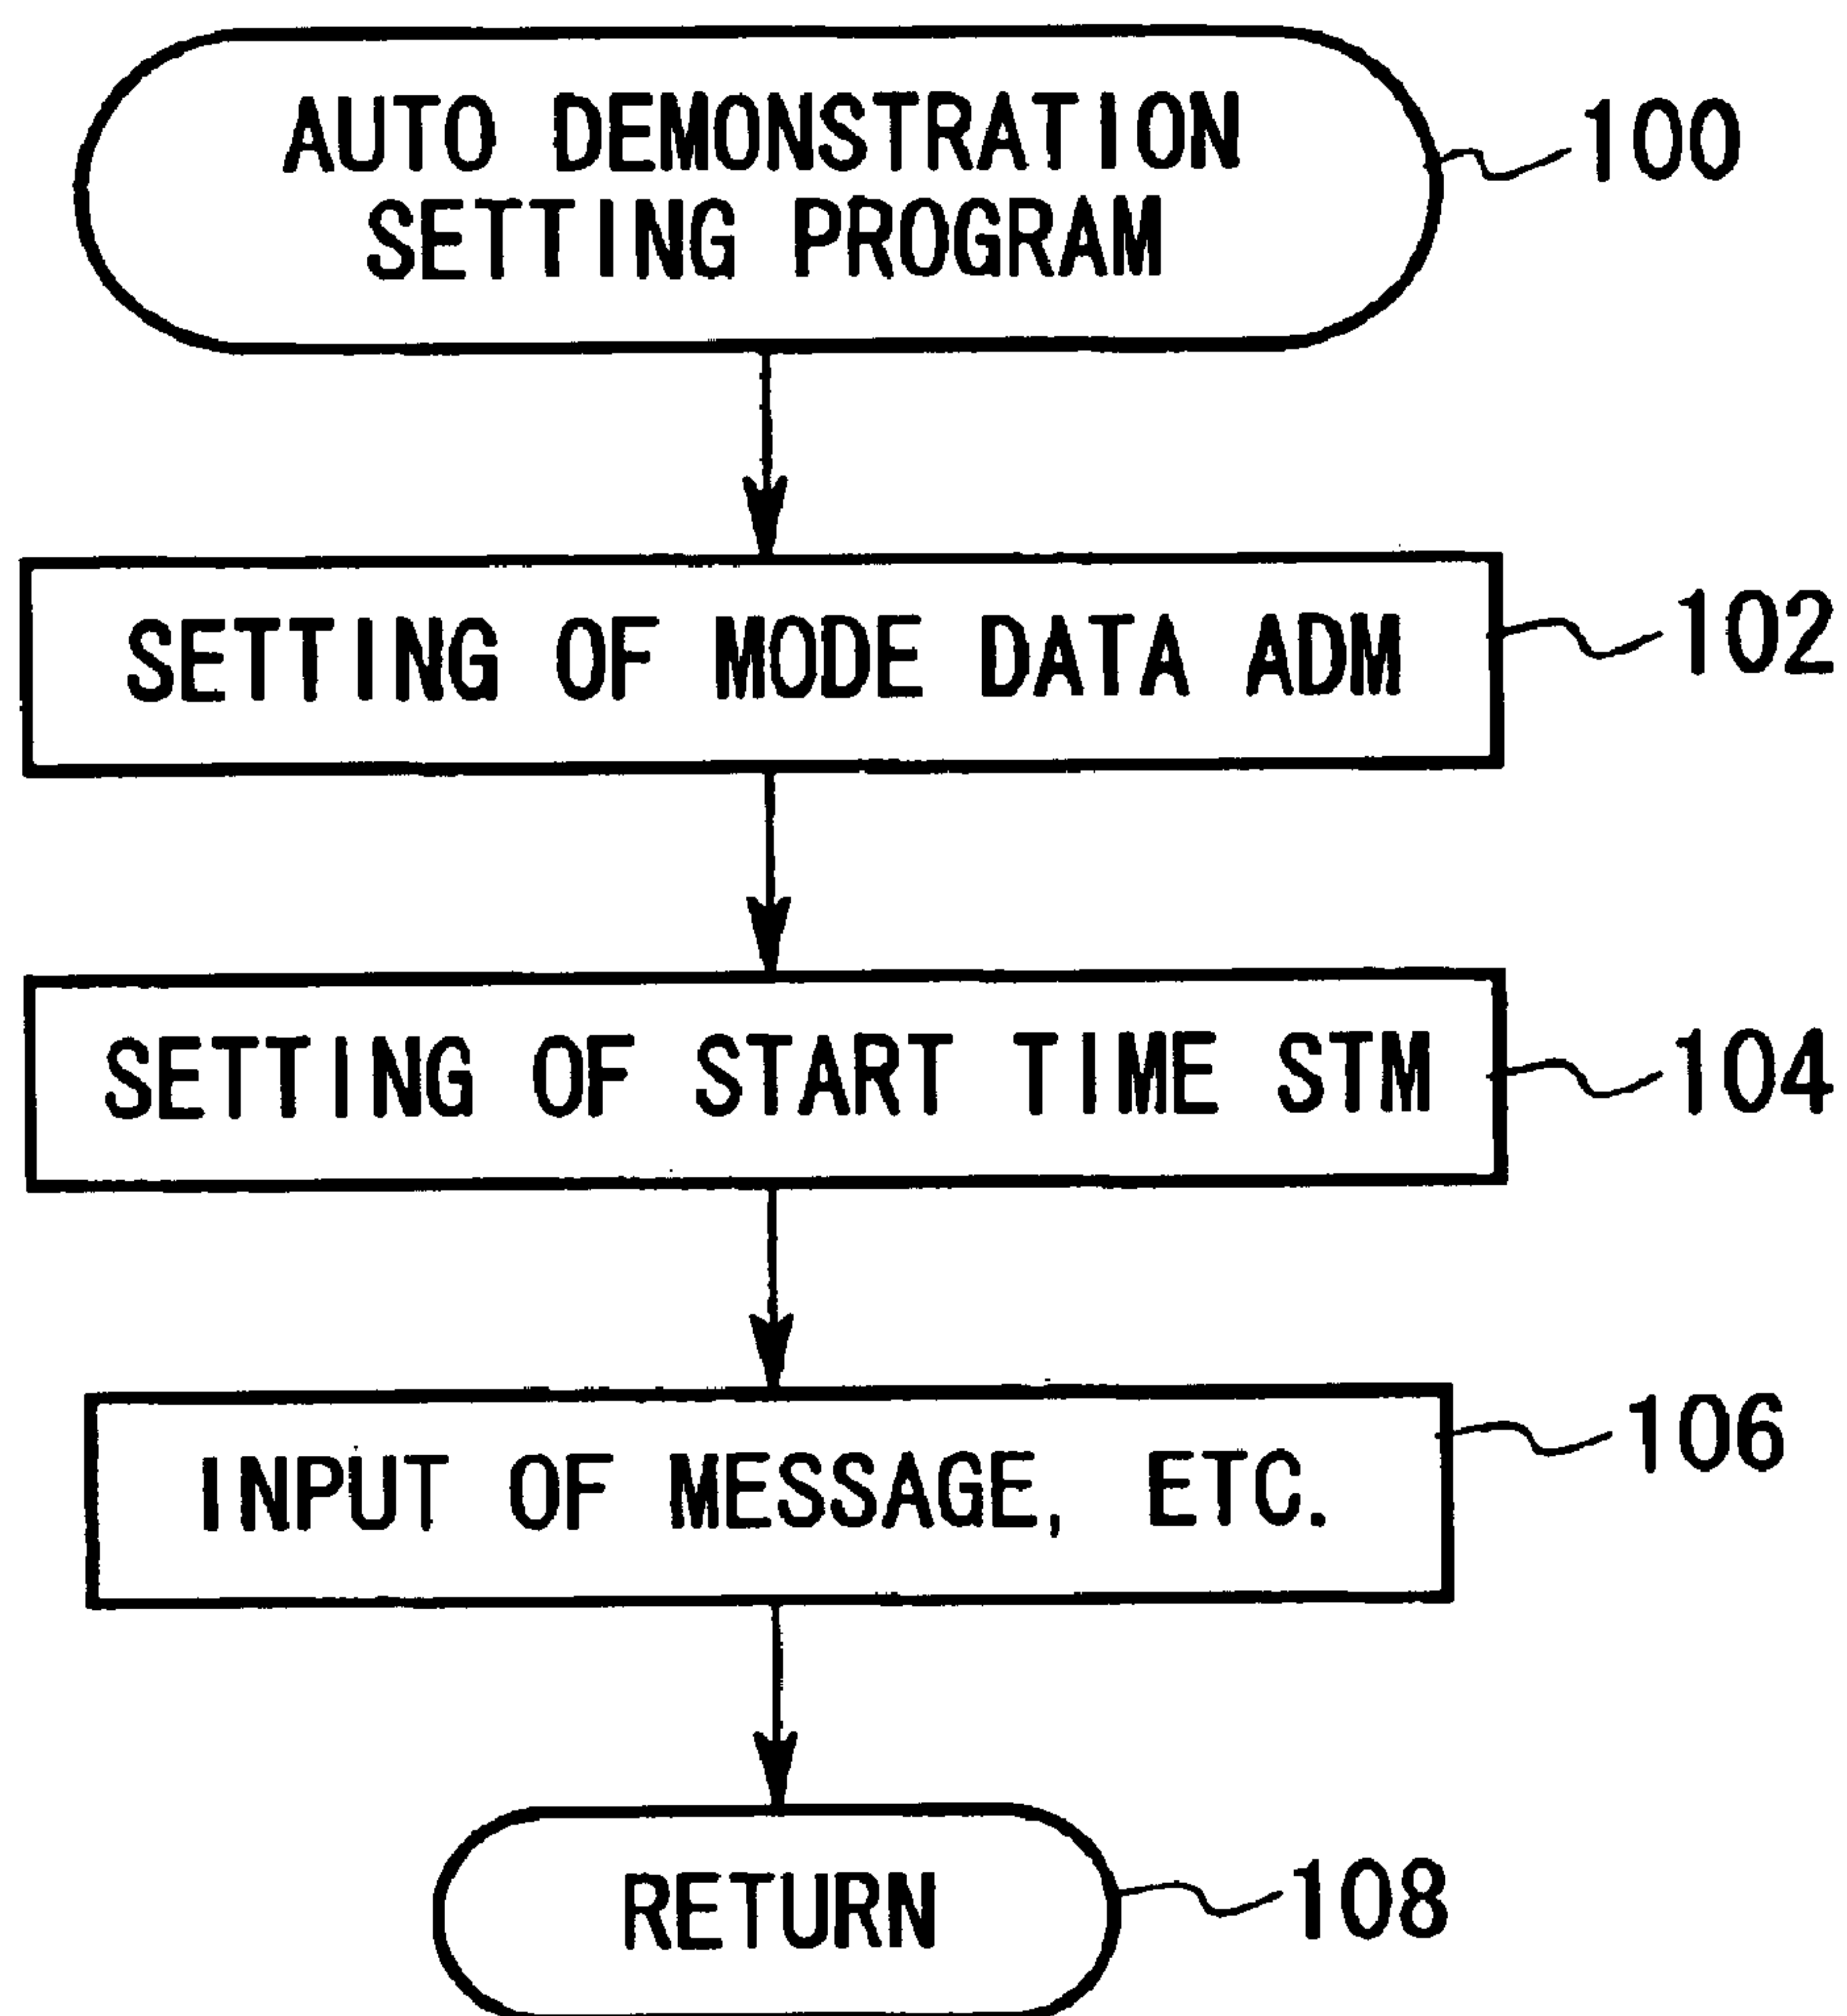 AUTO DEMONSTRATION
SETTING PROGRAM
100
SETTING OF MODE DATA ADM
102
SETTING OF START TIME STM
104
INPUT OF MESSAGE, ETC.
106
RETURN
108